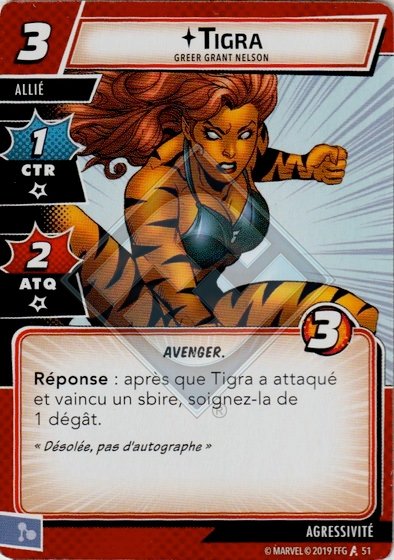 3
Tigra
GREER GRANT NELSON
ALLIÉ
1
CTR
2
ATQ
3
AVENGER.
Réponse : après que Tigra a attaqué
et vaincu un sbire, soignez-la de
1 dégât.
« Désolée, pas d'autographe »
AGRESSIVITÉ
© MARVEL © 2019 FFG 51